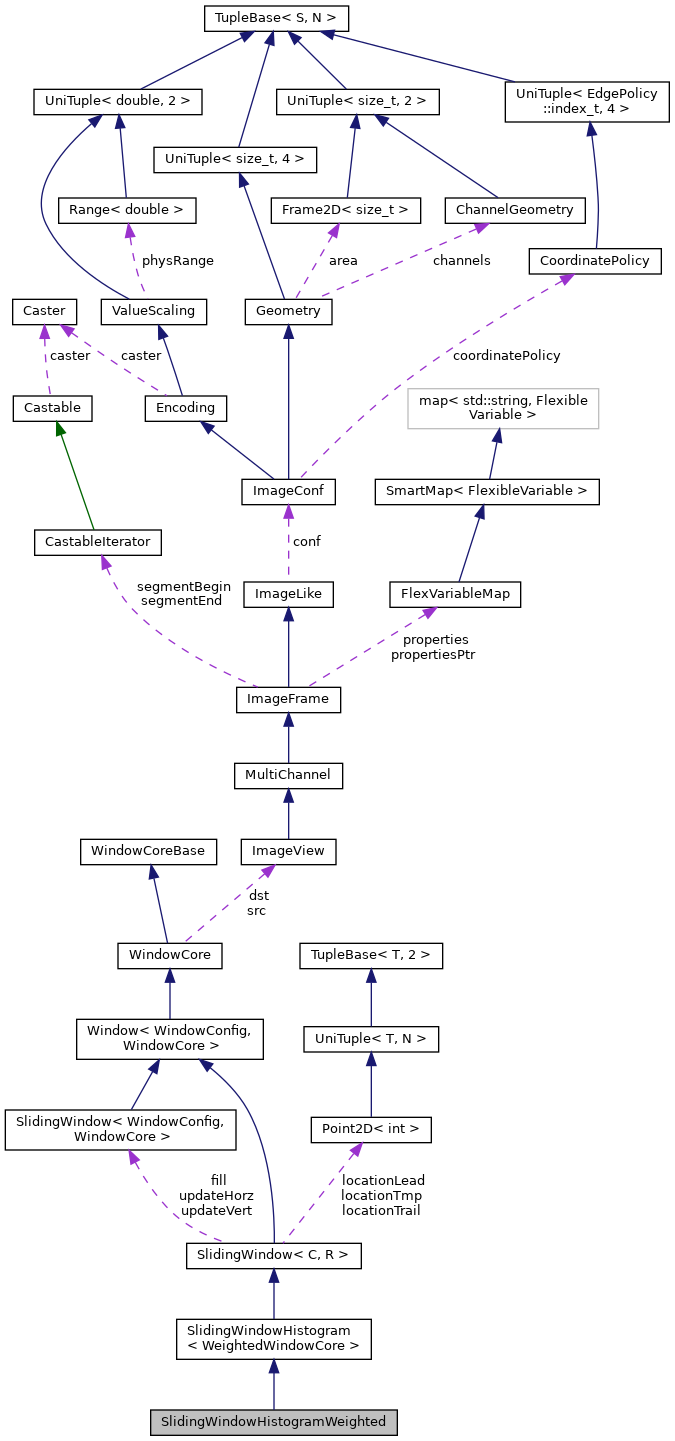 TupleBase< S, N >
UniTuple< double, 2 >
UniTuple< size_t, 2 >
UniTuple< EdgePolicy
::index_t, 4 >
UniTuple< size_t, 4 >
Range< double >
Frame2D< size_t >
ChannelGeometry
physRange
area
channels
CoordinatePolicy
Caster
ValueScaling
Geometry
caster
caster
coordinatePolicy
Castable
Encoding
map< std::string, Flexible
Variable >
ImageConf
SmartMap< FlexibleVariable >
CastableIterator
conf
segmentBegin
segmentEnd
ImageLike
FlexVariableMap
properties
propertiesPtr
ImageFrame
MultiChannel
WindowCoreBase
ImageView
dst
src
WindowCore
TupleBase< T, 2 >
Window< WindowConfig,
WindowCore >
UniTuple< T, N >
SlidingWindow< WindowConfig,
WindowCore >
Point2D< int >
fill
updateHorz
updateVert
locationLead
locationTmp
locationTrail
SlidingWindow< C, R >
SlidingWindowHistogram
< WeightedWindowCore >
SlidingWindowHistogramWeighted